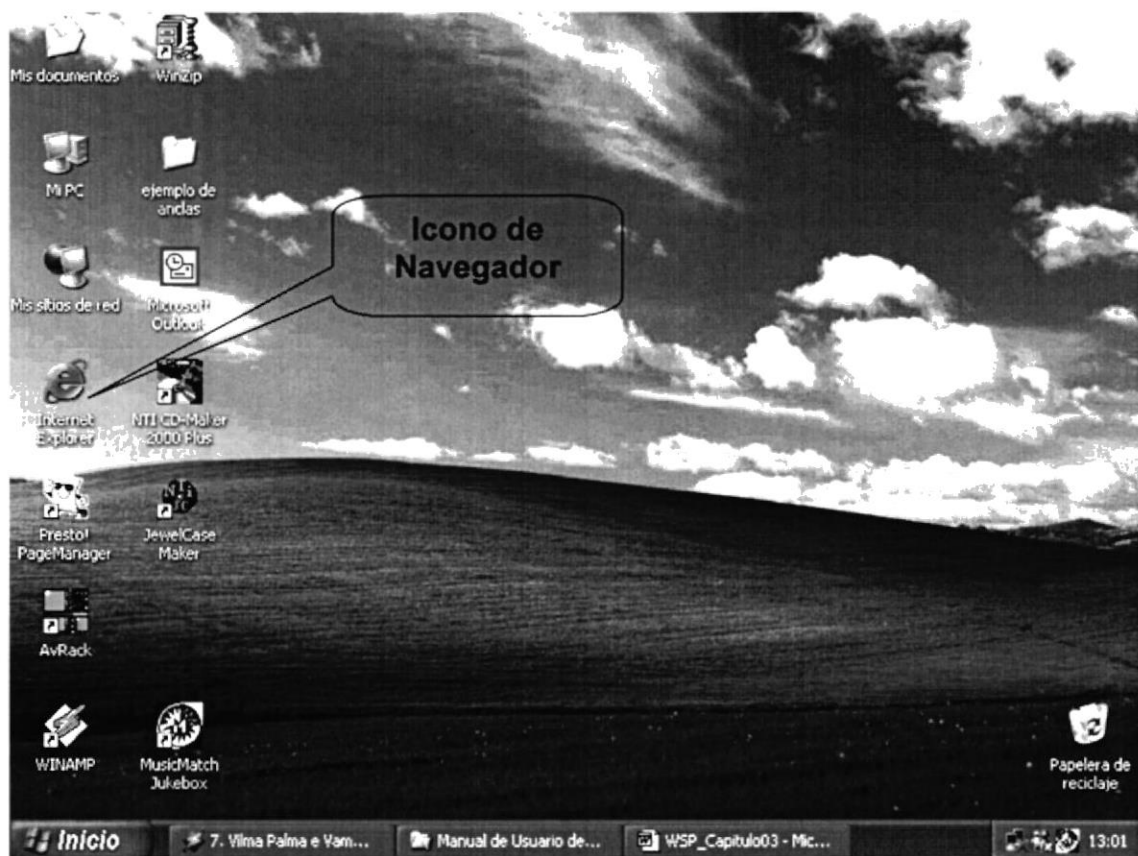 Mis documentos
WinZip
Mi PC
ejemplo de
anclas
Icono de
Navegador
Mis sitios de red
Microsoft
Outlook
Internet
Explorer
NTI CD-Maker
2000 Plus
Presto!
PageManager
JewelCase
Maker
AvRack
WINAMP
MusicMatch
Jukebox
Papelera de
reciclaje
Inicio
7. Vilma Palma e Vam...
Manual de Usuario de...
WSP_Capitulo03 - Mic...
13:01